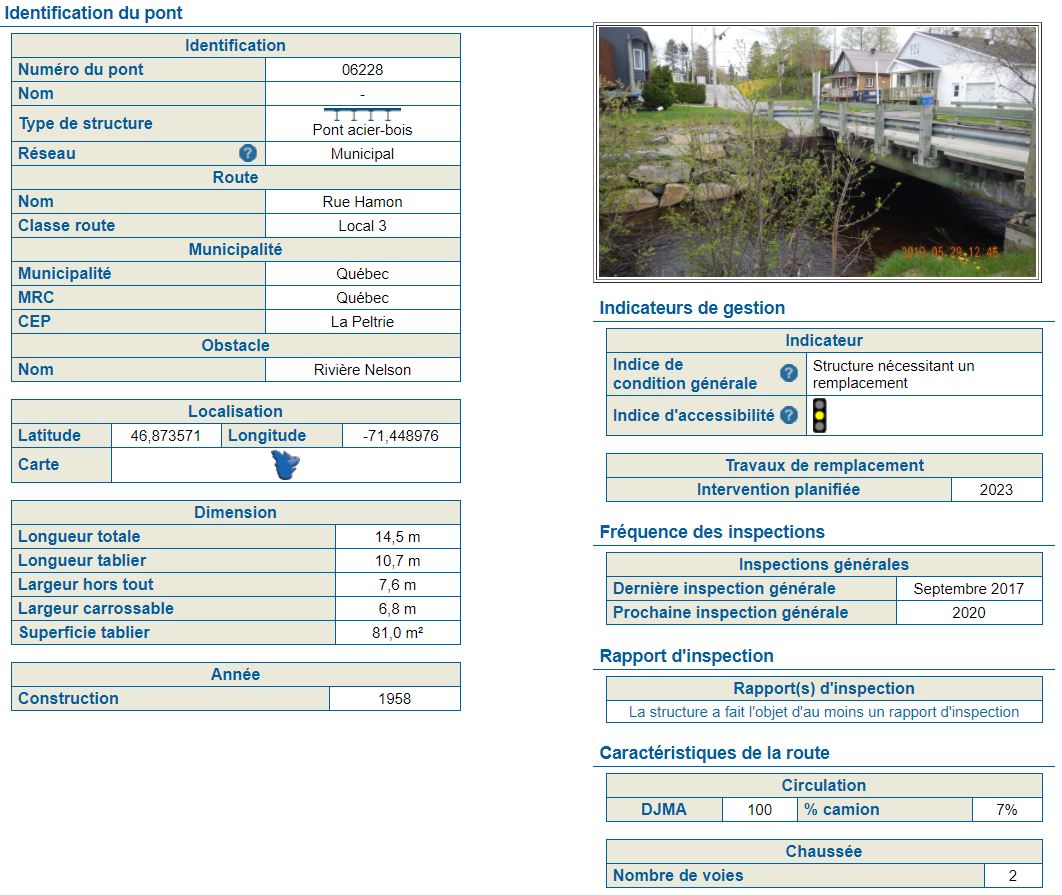 Identification du pont
Identification
Numéro du pont 06228
Nom -
Type de structure Pont acier-bois
Réseau ? Municipal
Route
Nom Rue Hamon
Classe route Local 3
Municipalité
Municipalité Québec
MRC Québec
CEP La Peltrie
Obstacle
Nom Rivière Nelson
Localisation
Latitude 46,873571 Longitude -71,448976
Carte
Dimension
Longueur totale 14,5 m
Longueur tablier 10,7 m
Largeur hors tout 7,6 m
Largeur carrossable 6,8 m
Superficie tablier 81,0 m²
Année
Construction 1958
2019 05 29 12:46
Indicateurs de gestion
Indicateur
Indice de
condition générale ? Structure nécessitant un
remplacement
Indice d'accessibilité ?
Travaux de remplacement
Intervention planifiée 2023
Fréquence des inspections
Inspections générales
Dernière inspection générale Septembre 2017
Prochaine inspection générale 2020
Rapport d'inspection
Rapport(s) d'inspection
La structure a fait l'objet d'au moins un rapport d'inspection
Caractéristiques de la route
Circulation
DJMA 100 % camion 7%
Chaussée
Nombre de voies 2